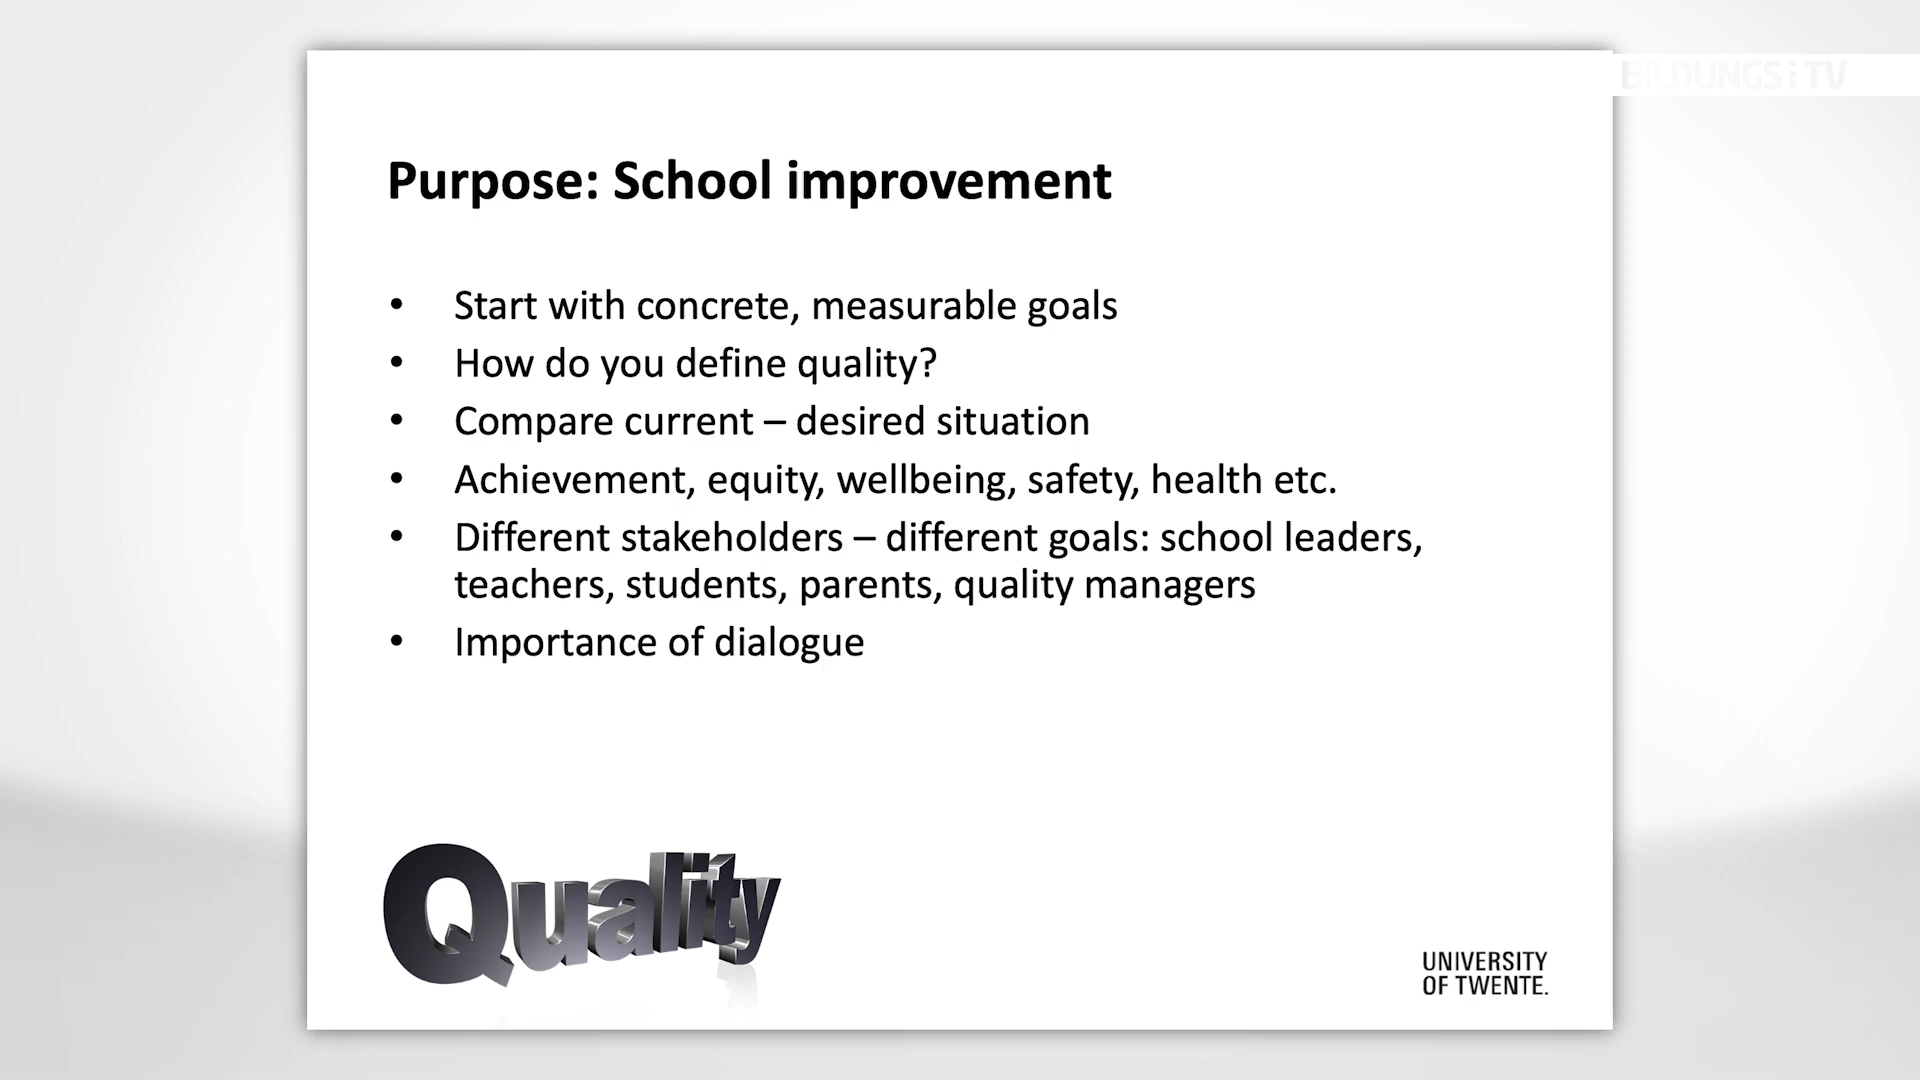 BILDUNGS TV
Purpose: School improvement
• Start with concrete, measurable goals
• How do you define quality?
• Compare current – desired situation
• Achievement, equity, wellbeing, safety, health etc.
• Different stakeholders – different goals: school leaders,
teachers, students, parents, quality managers
• Importance of dialogue
Quality
UNIVERSITY
OF TWENTE.